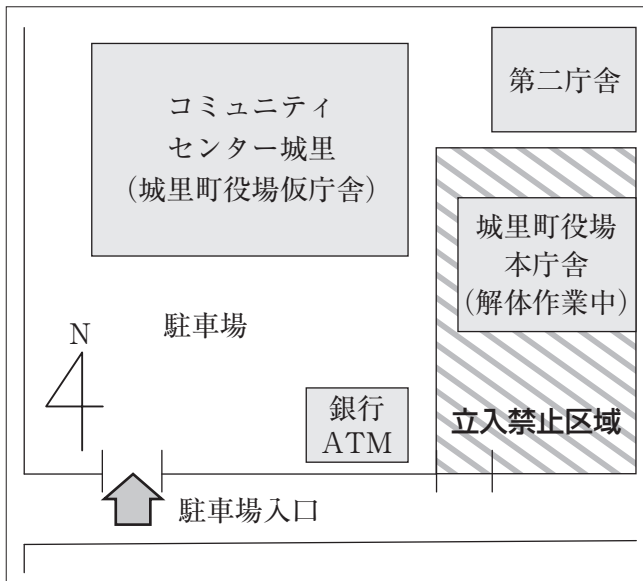 コミュニティ
センター城里
（城里町役場仮庁舎）
第二庁舎
城里町役場
本庁舎
（解体作業中）
駐車場
N
銀行
ATM
立入禁止区域
駐車場入口